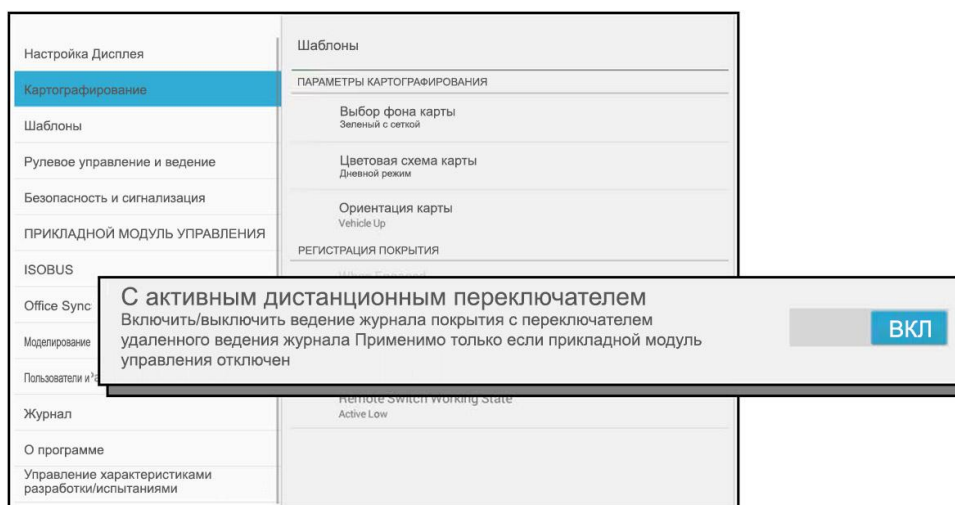 Настройка Дисплея
Картографирование
Шаблоны
Рулевое управление и ведение
Безопасность и сигнализация
ПРИКЛАДНОЙ МОДУЛЬ УПРАВЛЕНИЯ
ISOBUS
Office Sync
Моделирование
Пользователи и
Журнал
О программе
Управление характеристиками
разработки/испытаниями
Шаблоны
ПАРАМЕТРЫ КАРТОГРАФИРОВАНИЯ
Выбор фона карты
Зеленый с сеткой
Цветовая схема карты
Дневной режим
Ориентация карты
Vehicle Up
РЕГИСТРАЦИЯ ПОКРЫТИЯ
С активным дистанционным переключателем
Включить/выключить ведение журнала покрытия с переключателем
удаленного ведения журнала Применимо только если прикладной модуль
управления отключен
ВКЛ
Remote Switch Working State
Active Low